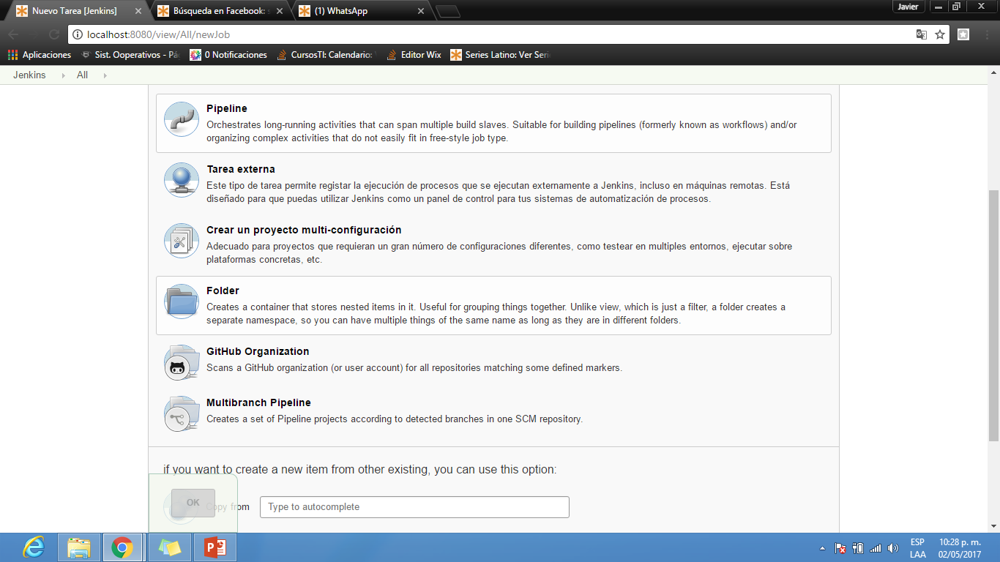 Nuevo Tarea [Jenkins]
Búsqueda en Facebook:
(1) WhatsApp
Javier
localhost:8080/view/All/newJob
Aplicaciones
Sist. Ooperativos - Pá
0 Notificaciones
CursosTI: Calendario:
Editor Wix
Series Latino: Ver Seri
Jenkins
All
Pipeline
Orchestrates long-running activities that can span multiple build slaves. Suitable for building pipelines (formerly known as workflows) and/or
organizing complex activities that do not easily fit in free-style job type.
Tarea externa
Este tipo de tarea permite registar la ejecución de procesos que se ejecutan externamente a Jenkins, incluso en máquinas remotas. Está
diseñado para que puedas utilizar Jenkins como un panel de control para tus sistemas de automatización de procesos.
Crear un proyecto multi-configuración
Adecuado para proyectos que requieran un gran número de configuraciones diferentes, como testear en multiples entornos, ejecutar sobre
plataformas concretas, etc.
Folder
Creates a container that stores nested items in it. Useful for grouping things together. Unlike view, which is just a filter, a folder creates a
separate namespace, so you can have multiple things of the same name as long as they are in different folders.
GitHub Organization
Scans a GitHub organization (or user account) for all repositories matching some defined markers.
Multibranch Pipeline
Creates a set of Pipeline projects according to detected branches in one SCM repository.
if you want to create a new item from other existing, you can use this option:
OK
Copy from
Type to autocomplete
ESP
LAA
10:28 p. m.
02/05/2017